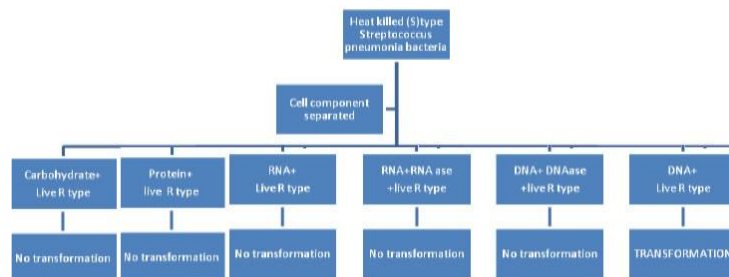 Heat killed (S)type
Streptococcus
pneumonia bacteria
Cell component
separated
Carbohydrate+
Live R type
Protein+
live R type
RNA+
Live R type
RNA+RNA ase
+live R type
DNA+ DNAase
+live R type
DNA+
Live R type
No transformation
No transformation
No transformation
No transformation
No transformation
TRANSFORMATION